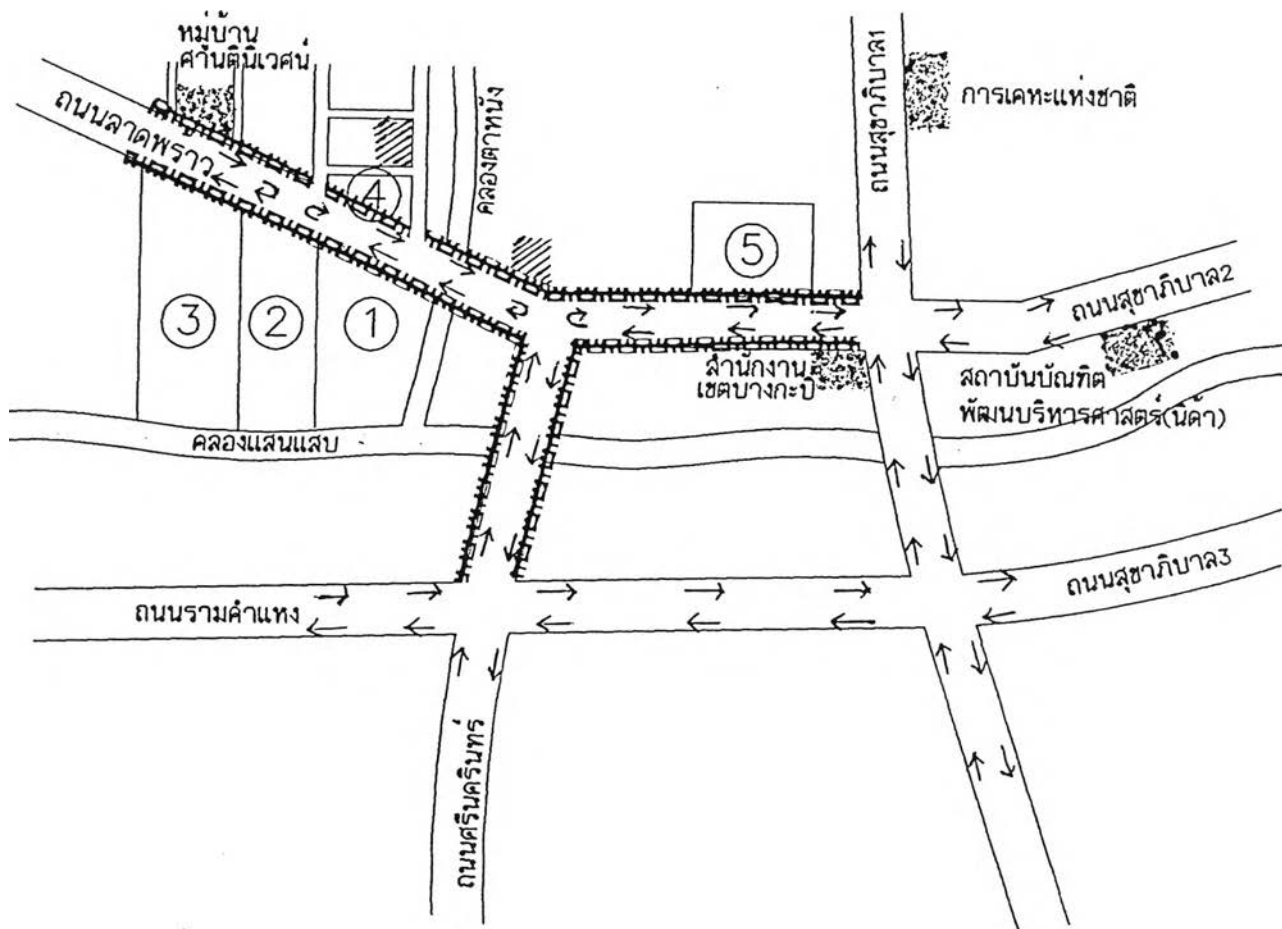 หมู่บ้าน
ศานตินิเวศน์
ถนนลาดพร้าว
คลองตาหนัง
ถนนสุขาภิบาล1
การเคหะแห่งชาติ
④
⑤
③
②
①
ถนนสุขาภิบาล2
สำนักงาน
เขตบางกะปิ
สถาบันบัณฑิต
พัฒนบริหารศาสตร์(นิด้า)
คลองแสนแสบ
ถนนสุขาภิบาล3
ถนนรามคำแหง
ถนนศรีนครินทร์